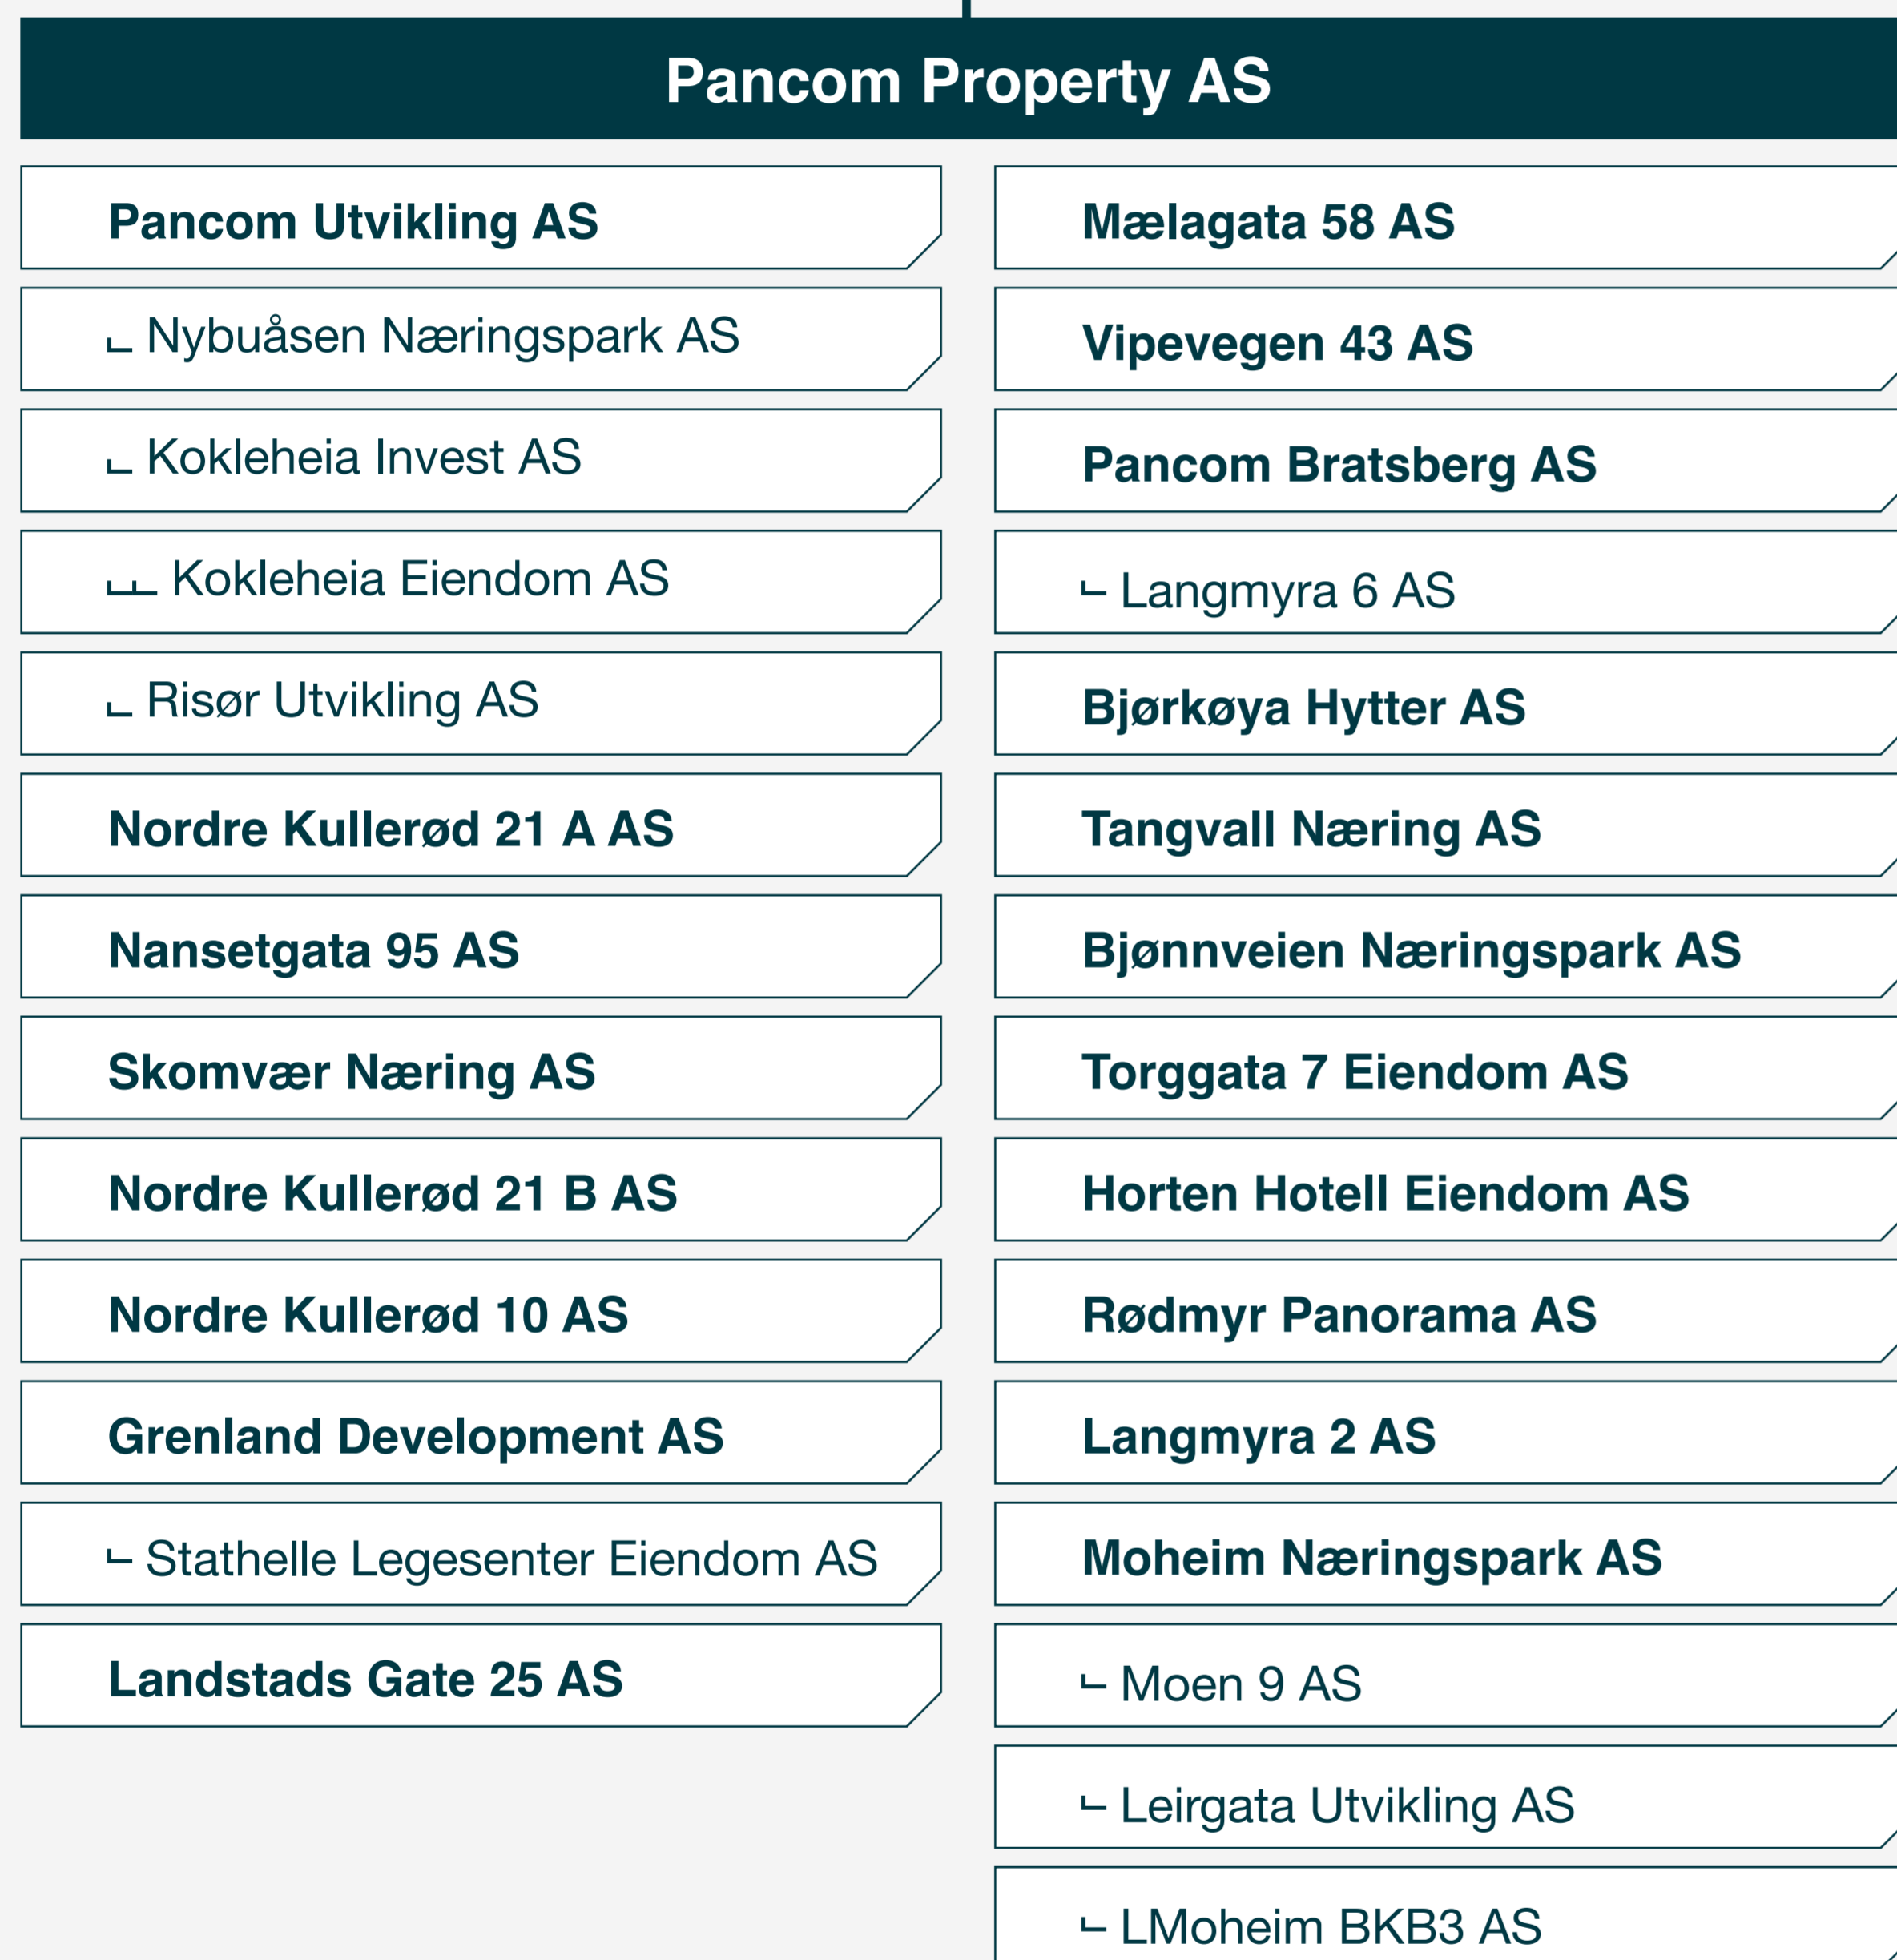 Pancom Property AS
Pancom Utvikling AS
Nybuåsen Næringspark AS
Kokleheia Invest AS
Kokleheia Eiendom AS
Risør Utvikling AS
Nordre Kullerød 21 A AS
Nansetgata 95 AS
Skomvær Næring AS
Nordre Kullerød 21 B AS
Nordre Kullerød 10 AS
Grenland Development AS
Stathelle Legesenter Eiendom AS
Landstads Gate 25 AS
Mælagata 58 AS
Vipevegen 43 AS
Pancom Bratsberg AS
Langmyra 6 AS
Bjørkøya Hytter AS
Tangvall Næring AS
Bjønnveien Næringspark AS
Torggata 7 Eiendom AS
Horten Hotell Eiendom AS
Rødmyr Panorama AS
Langmyra 2 AS
Moheim Næringspark AS
Moen 9 AS
Leirgata Utvikling AS
LMoheim BKB3 AS